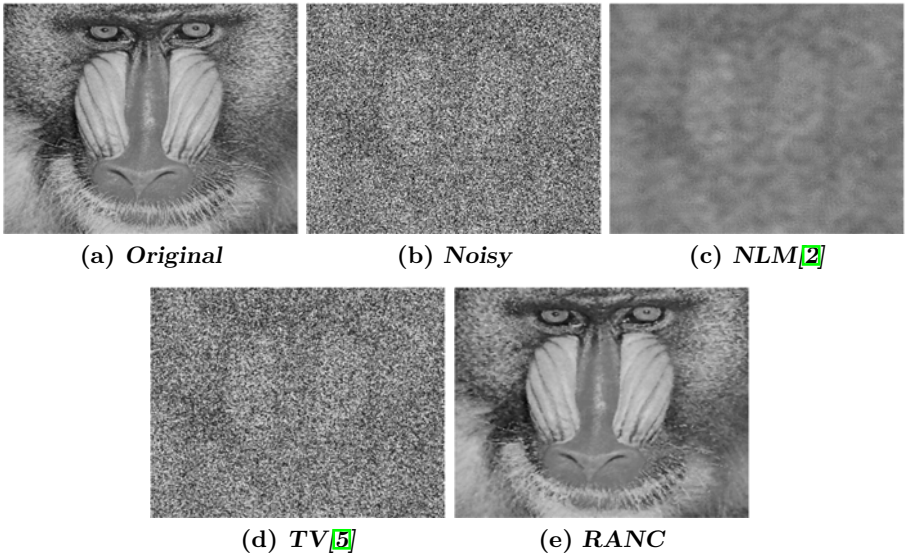 (a) Original
(b) Noisy
(c) NLM[2]
(d) TV[5]
(e) RANC